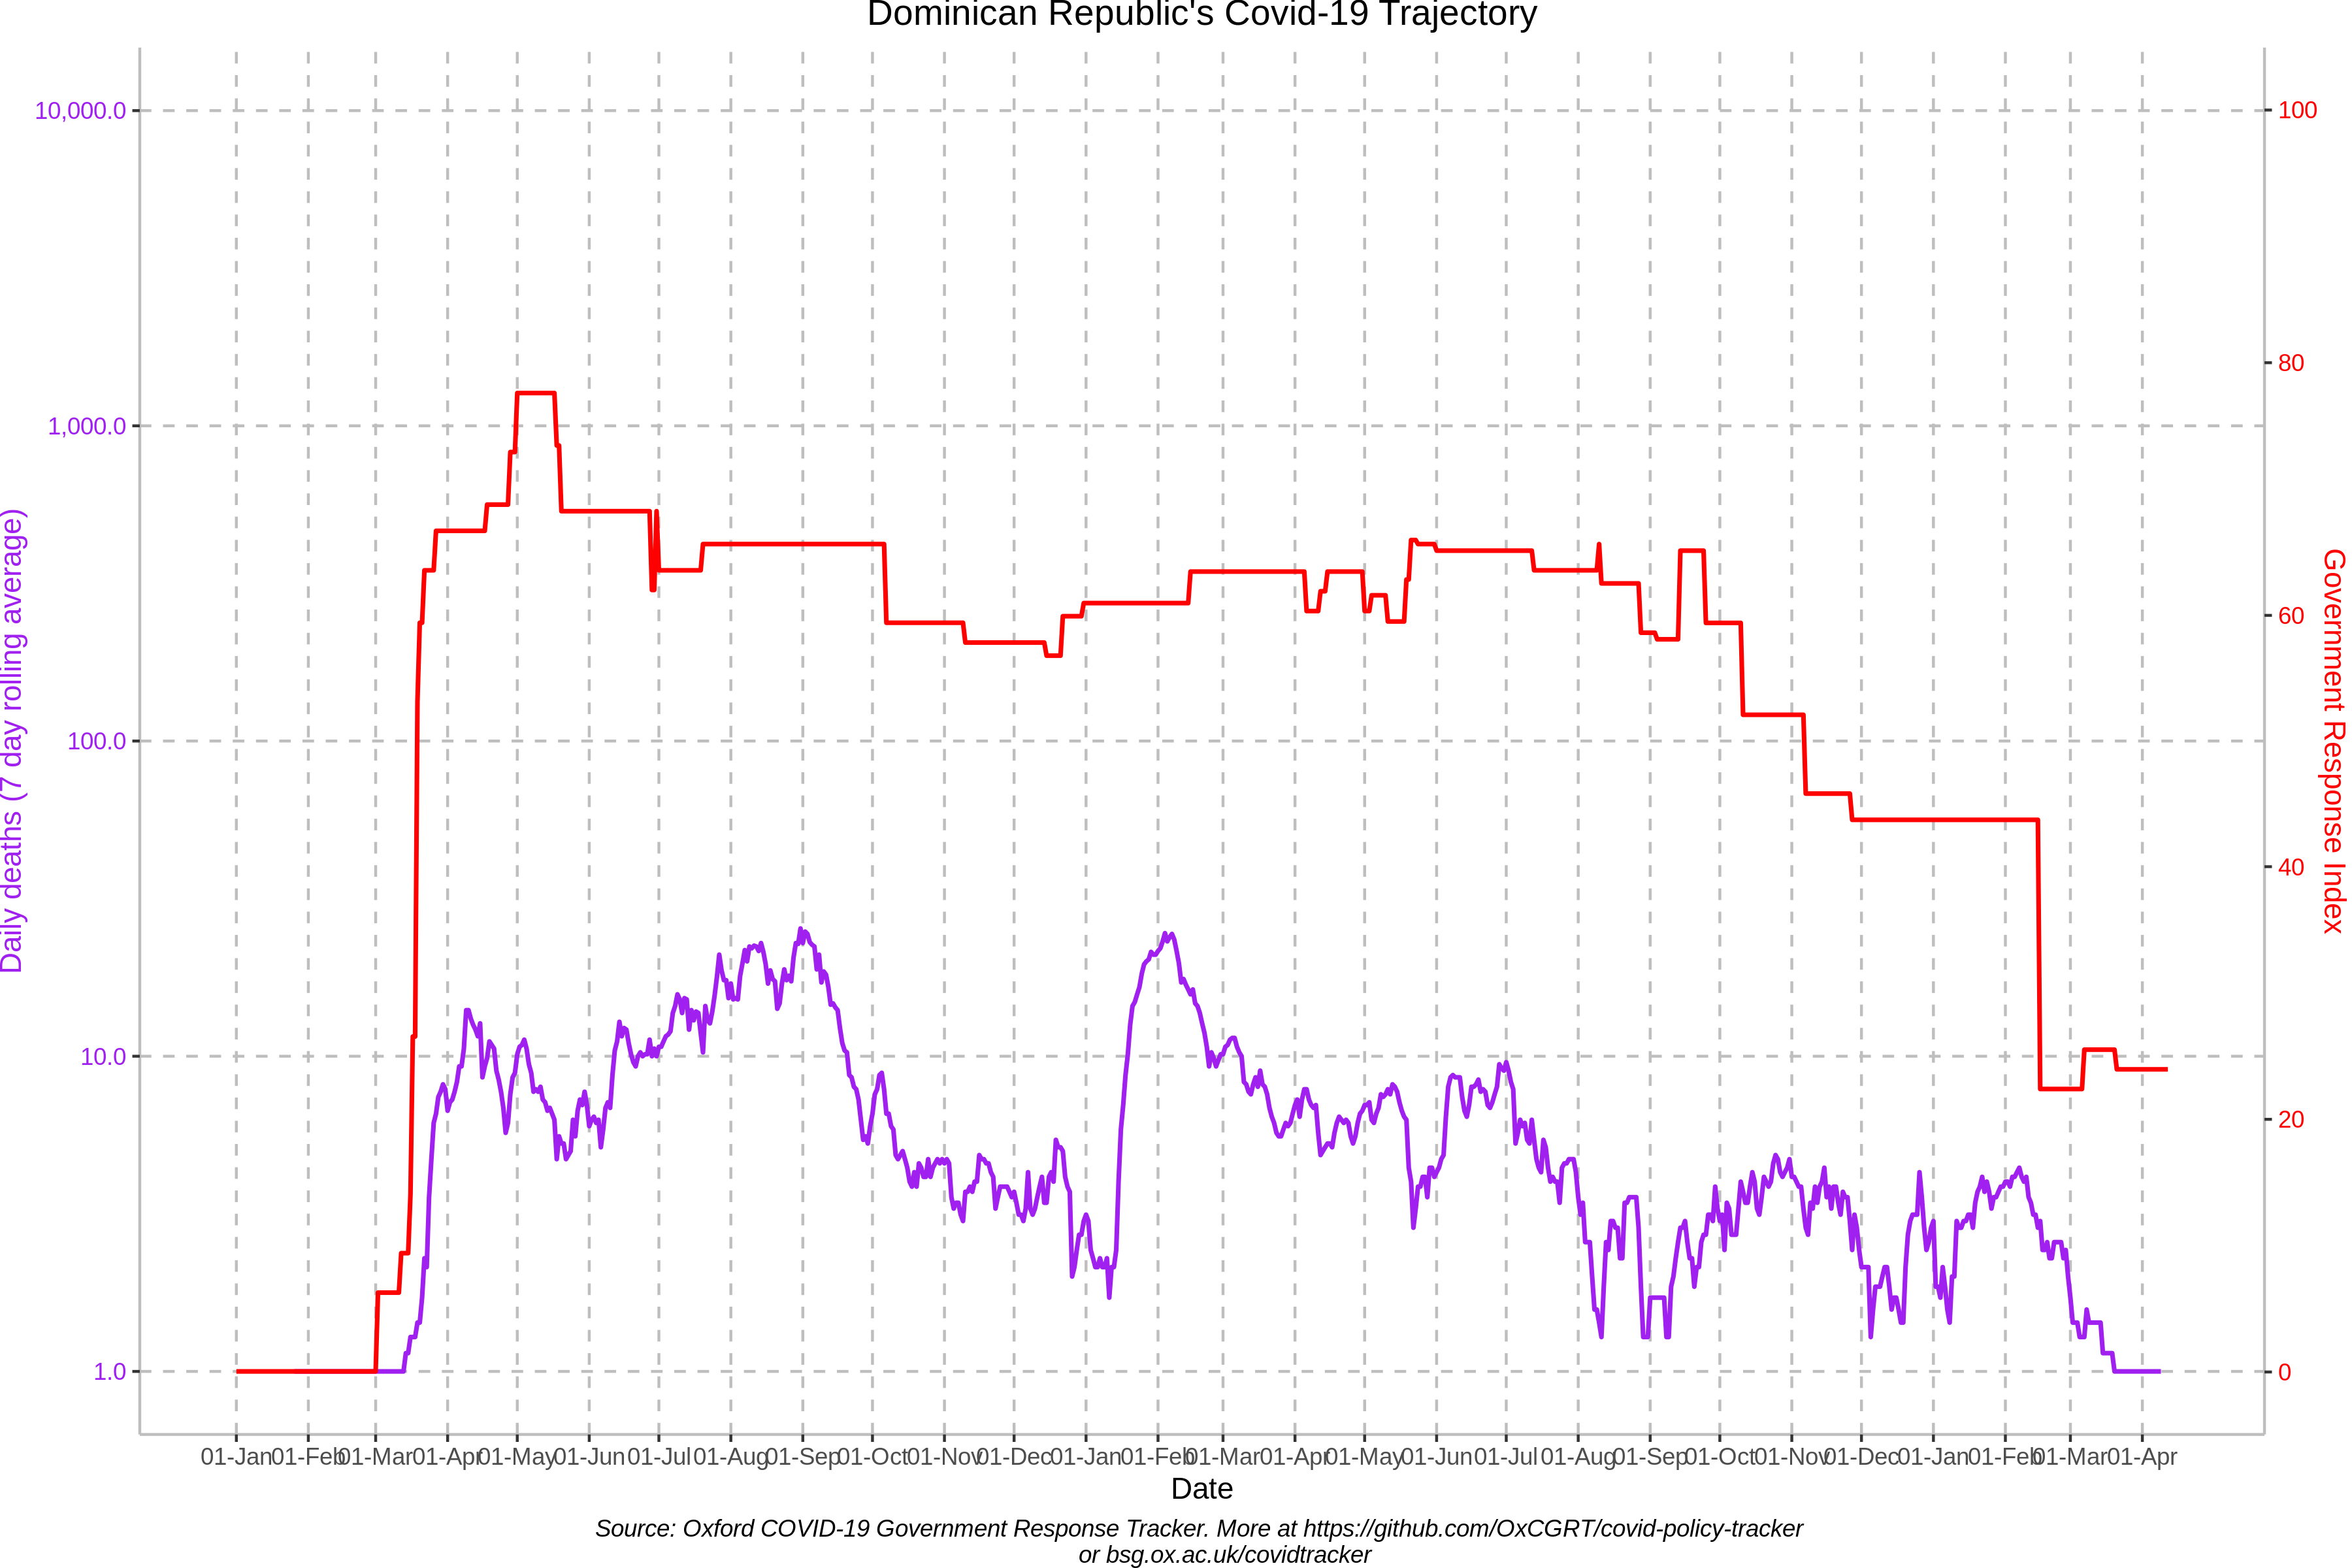 Dominican Republic's Covid-19 Trajectory
10,000.0
1,000.0
100.0
10.0
1.0
Daily deaths (7 day rolling average)
100
80
60
40
20
0
Government Response Index
01-Jan 01-Feb 01-Mar 01-Apr 01-May 01-Jun 01-Jul 01-Aug 01-Sep 01-Oct 01-Nov 01-Dec 01-Jan 01-Feb 01-Mar 01-Apr 01-May 01-Jun 01-Jul 01-Aug 01-Sep 01-Oct 01-Nov 01-Dec 01-Jan 01-Feb 01-Mar 01-Apr
Date
Source: Oxford COVID-19 Government Response Tracker. More at https://github.com/OxCGRT/covid-policy-tracker
or bsg.ox.ac.uk/covidtracker